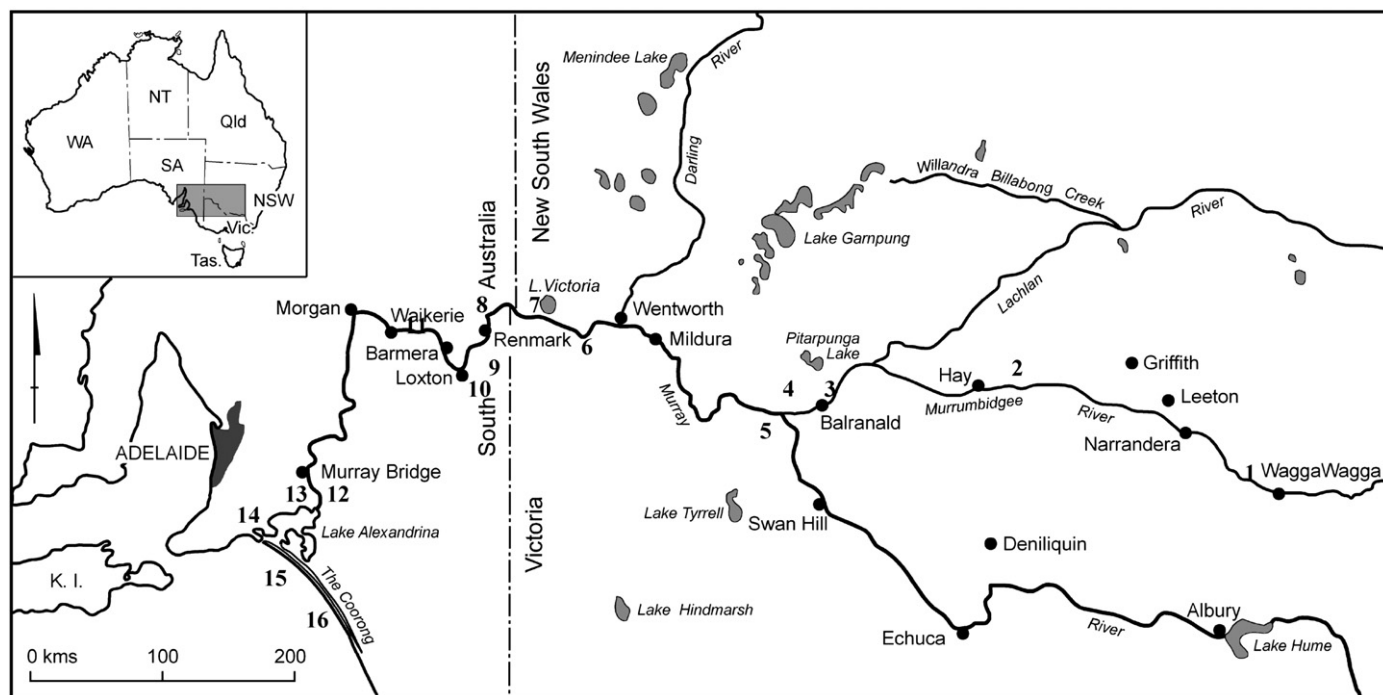 NT
WA
Qld
SA
NSW
Vic.
Tas.
Menindee Lake
River
Darling
New South Wales
Australia
South
Victoria
Willandra Billabong Creek
River
Lake Garnpung
Lachlan
L. Victoria
7
8
Morgan
Waikerie
11
Renmark
Wentworth
6
Mildura
Barmera
9
Loxton
10
Pitarpunga
Lake
Hay
2
Griffith
4
3
Murray
Murrumbidgee
River
Leeton
Balranald
5
Narrandera
ADELAIDE
Murray Bridge
13
12
1
WaggaWagga
14
Lake Alexandrina
Lake Tyrrell
Swan Hill
Deniliquin
K. I.
15
The Coorong
16
Lake Hindmarsh
Echuca
River
Albury
Lake Hume
0 kms
100
200